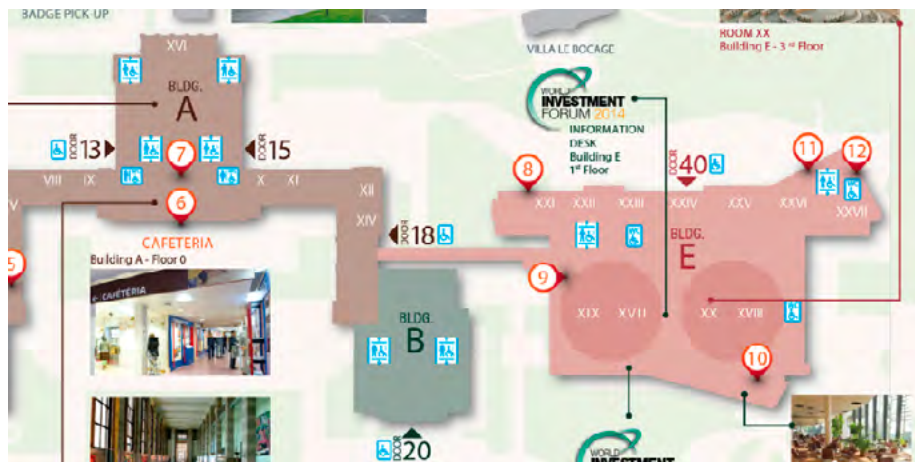 BADGE PICK-UP
XVI
BLDG.
A
DOOR 13
7
DOOR 15
VIII IX
X XI
XII
XIV
V
6
CAFETERIA
Building A - Floor 0
CAFÉTÉRIA
5
DOOR 18
BLDG.
B
DOOR 20
VILLA LE BOCAGE
WORLD
INVESTMENT
FORUM 2014
INFORMATION
DESK
Building E
1st Floor
ROOM XX
Building E - 3rd Floor
8
DOOR 40
11
12
XXI XXII XXIII XXIV XXV XXVI
XXVII
BLDG.
E
9
XIX XVII
XX XVIII
10
WORLD
INVESTMENT